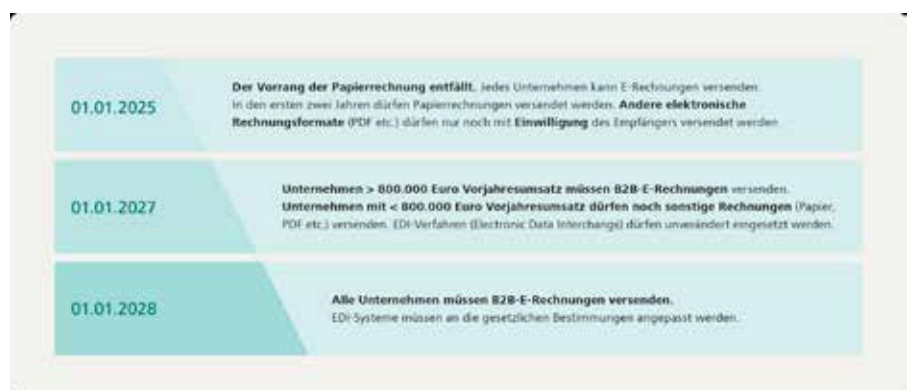 01.01.2025
Der Vorrang der Papierrechnung entfällt. Jedes Unternehmen kann E-Rechnungen versenden.
In den ersten zwei Jahren dürfen Papierrechnungen versendet werden. Andere elektronische
Rechnungsformate (PDF etc.) dürfen nur noch mit Einwilligung des Empfängers versendet werden.
01.01.2027
Unternehmen > 800.000 Euro Vorjahresumsatz müssen B2B-E-Rechnungen versenden.
Unternehmen mit < 800.000 Euro Vorjahresumsatz dürfen noch sonstige Rechnungen (Papier,
PDF etc.) versenden. EDI-Verfahren (Electronic Data Interchange) dürfen unverändert eingesetzt werden.
01.01.2028
Alle Unternehmen müssen B2B-E-Rechnungen versenden.
EDI-Systeme müssen an die gesetzlichen Bestimmungen angepasst werden.